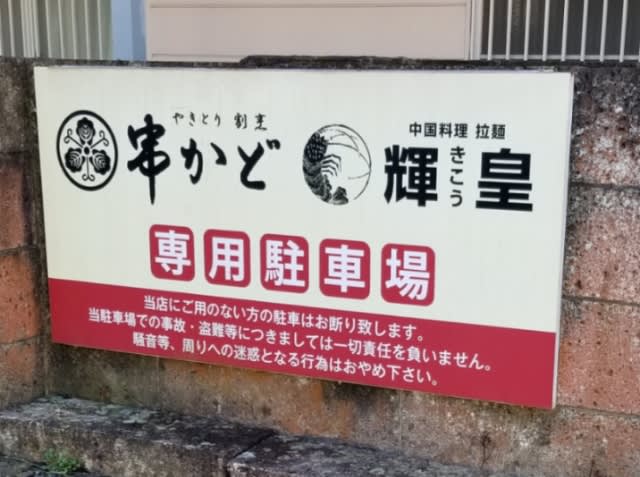 やきとり 割烹
串かど
中国料理 拉麺
輝皇
きこう
専用駐車場
当店にご用のない方の駐車はお断り致します。
当駐車場での事故・盗難等につきましては一切責任を負いません。
騒音等、周りへの迷惑となる行為はおやめ下さい。